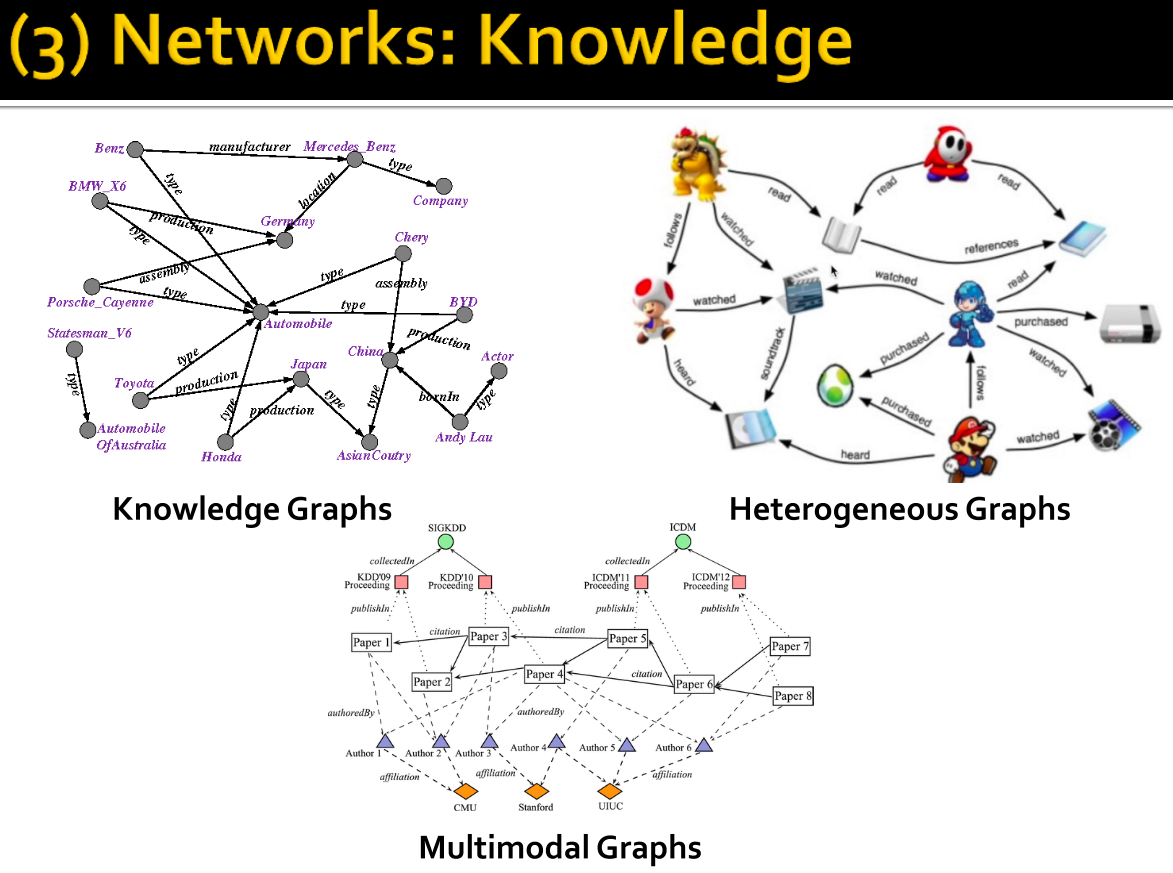 (3) Networks: Knowledge
Benz
manufacturer
Mercedes_Benz
type
type
Company
BMW_X6
location
production
Germany
type
Chery
assembly
type
assembly
Porsche_Cayenne
type
type
BYD
Automobile
Statesman_V6
production
China
Actor
type
Japan
type
Toyota
production
type
bornIn
type
type
production
type
Automobile
OfAustralia
Andy Lau
Honda
AsianCoutry
Knowledge Graphs
read
read
read
follows
watched
references
watched
read
watched
purchased
soundtrack
purchased
watched
heard
follows
purchased
watched
heard
Heterogeneous Graphs
SIGKDD
ICDM
collectedIn
collectedIn
KDD'09
Proceeding
KDD'10
Proceeding
ICDM'11
Proceeding
ICDM'12
Proceeding
publishIn
publishIn
publishIn
publishIn
Paper 1
citation
Paper 3
citation
Paper 5
Paper 7
Paper 2
Paper 4
citation
Paper 6
Paper 8
authoredBy
authoredBy
Author 1
Author 2
Author 3
Author 4
Author 5
Author 6
affiliation
affiliation
affiliation
CMU
Stanford
UIUC
Multimodal Graphs